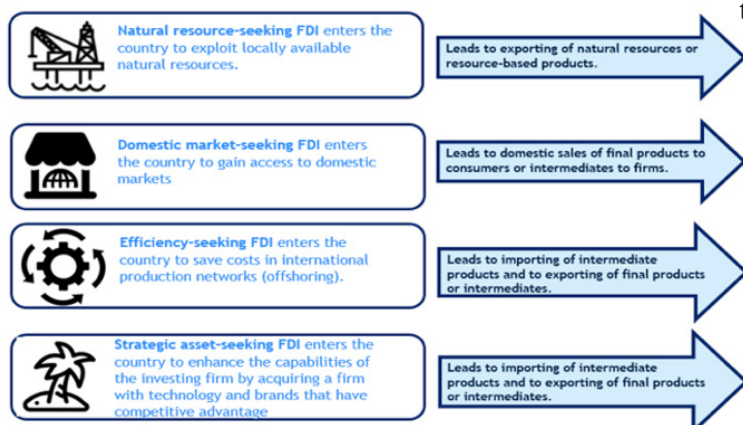 Natural resource-seeking FDI enters the
country to exploit locally available
natural resources.
Leads to exporting of natural resources or
resource-based products.
Domestic market-seeking FDI enters
the country to gain access to domestic
markets
Leads to domestic sales of final products to
consumers or intermediates to firms.
Efficiency-seeking FDI enters the
country to save costs in international
production networks (offshoring).
Leads to importing of intermediate
products and to exporting of final products
or intermediates.
Strategic asset-seeking FDI enters the
country to enhance the capabilities of
the investing firm by acquiring a firm
with technology and brands that have
competitive advantage
Leads to importing of intermediate
products and to exporting of final products
or intermediates.